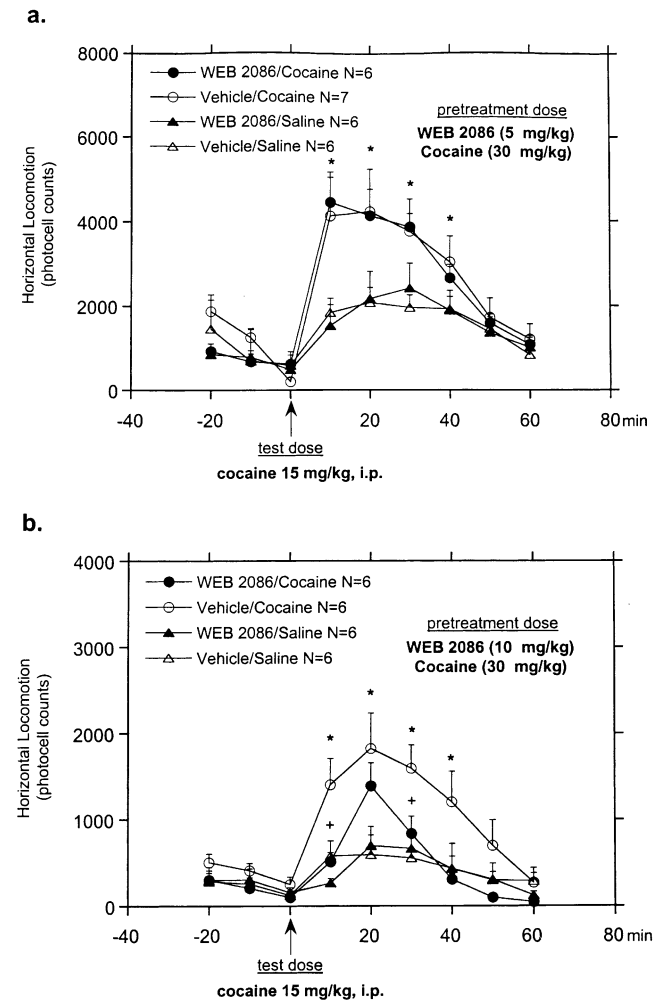 a.
8000
6000
4000
2000
0
Horizontal Locomotion
(photocell counts)
WEB 2086/Cocaine N=6
Vehicle/Cocaine N=7
WEB 2086/Saline N=6
Vehicle/Saline N=6
pretreatment dose
WEB 2086 (5 mg/kg)
Cocaine (30 mg/kg)
* * * *
-40 -20 0 20 40 60 80 min
test dose
cocaine 15 mg/kg, i.p.
b.
4000
3000
2000
1000
0
Horizontal Locomotion
(photocell counts)
WEB 2086/Cocaine N=6
Vehicle/Cocaine N=6
WEB 2086/Saline N=6
Vehicle/Saline N=6
pretreatment dose
WEB 2086 (10 mg/kg)
Cocaine (30 mg/kg)
* * * *
+ +
-40 -20 0 20 40 60 80 min
test dose
cocaine 15 mg/kg, i.p.